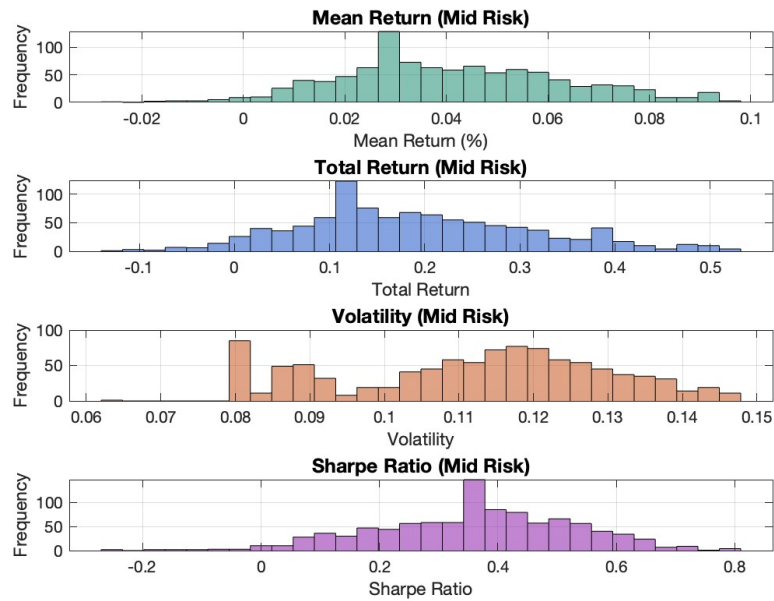 Mean Return (Mid Risk)
Frequency
100
50
0
-0.02 0 0.02 0.04 0.06 0.08 0.1
Mean Return (%)
Total Return (Mid Risk)
Frequency
100
50
0
-0.1 0 0.1 0.2 0.3 0.4 0.5
Total Return
Volatility (Mid Risk)
Frequency
100
50
0
0.06 0.07 0.08 0.09 0.1 0.11 0.12 0.13 0.14 0.15
Volatility
Sharpe Ratio (Mid Risk)
Frequency
100
50
0
-0.2 0 0.2 0.4 0.6 0.8
Sharpe Ratio